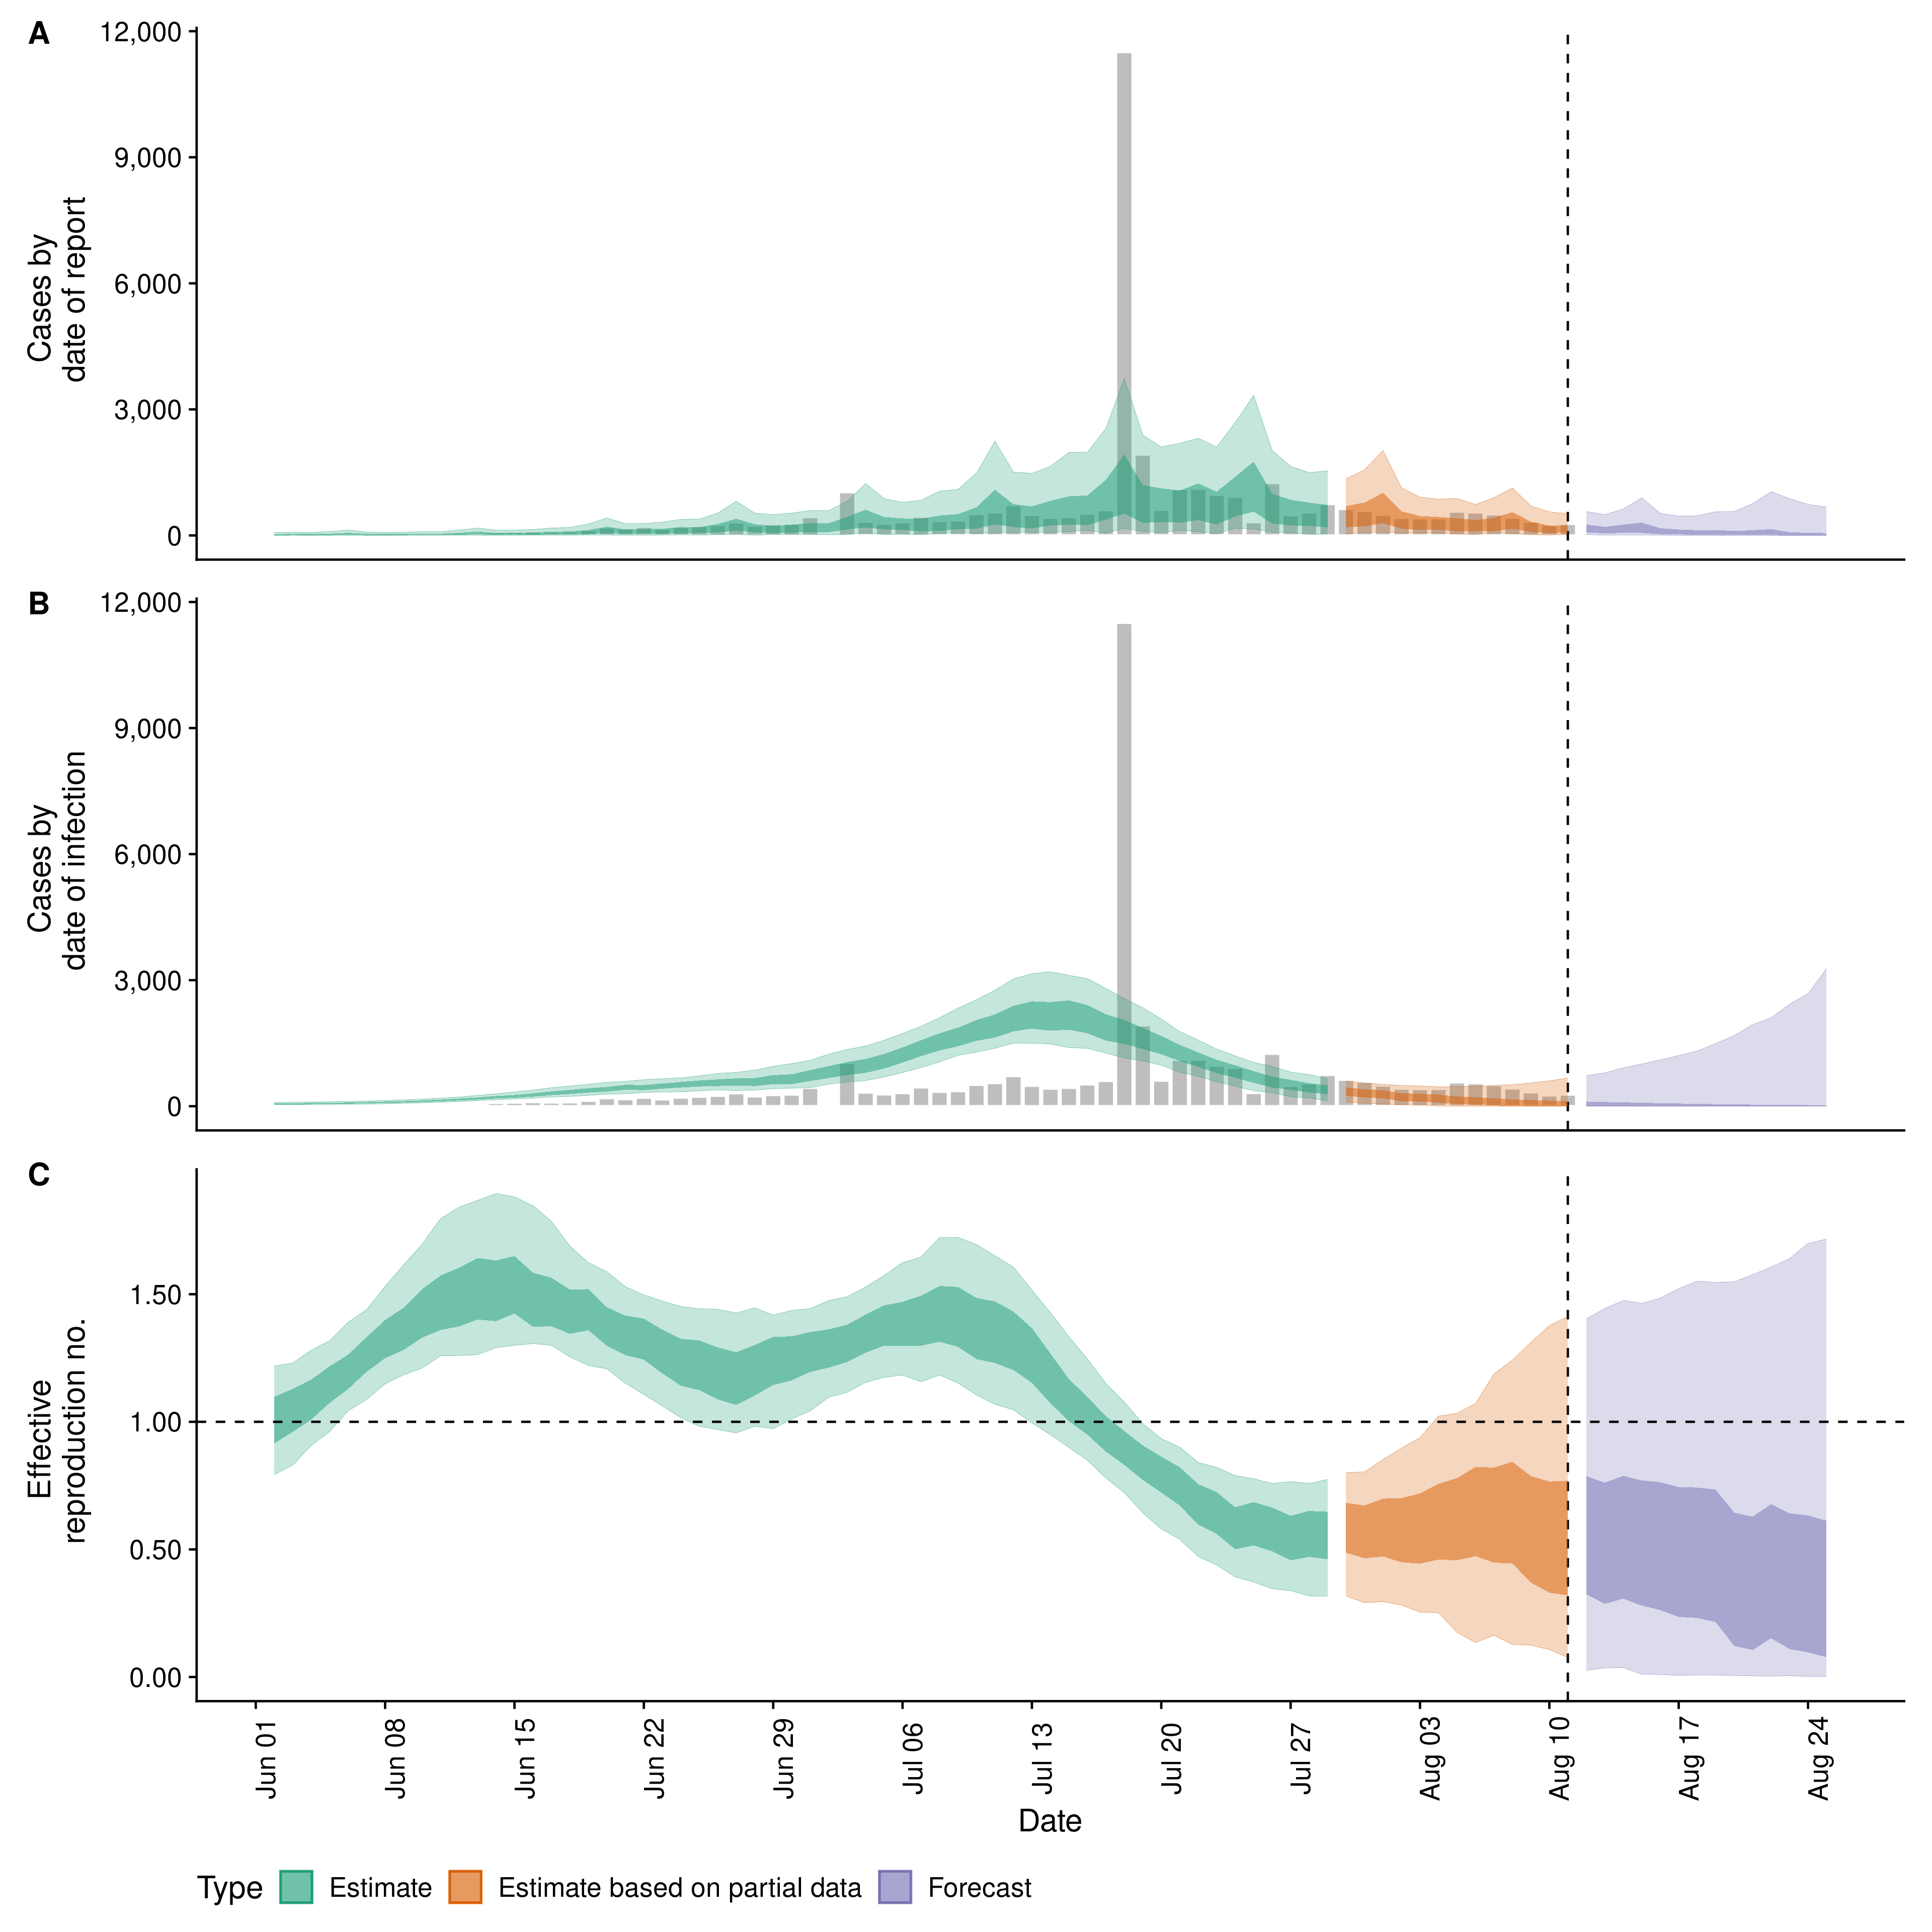 A
12,000
9,000
6,000
3,000
0
Cases by
date of report
B
12,000
9,000
6,000
3,000
0
Cases by
date of infection
C
1.50
1.00
0.50
0.00
Effective
reproduction no.
Jun 01
Jun 08
Jun 15
Jun 22
Jun 29
Jul 06
Jul 13
Jul 20
Jul 27
Aug 03
Aug 10
Aug 17
Aug 24
Date
Type Estimate Estimate based on partial data Forecast